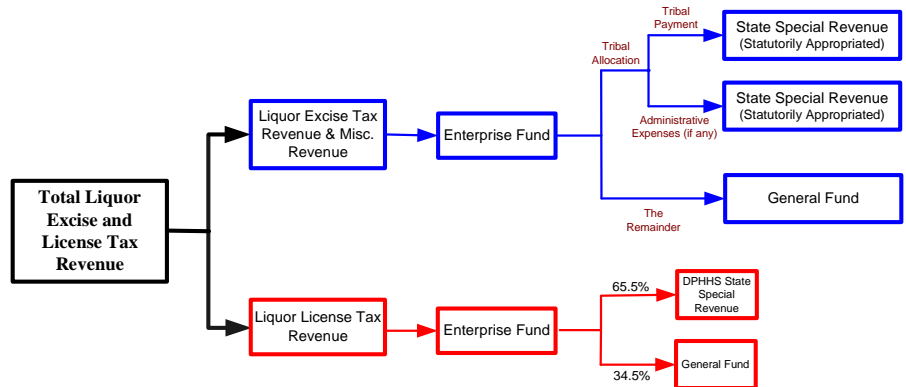 Total Liquor
Excise and
License Tax
Revenue
Liquor Excise Tax
Revenue & Misc.
Revenue
Enterprise Fund
Tribal
Allocation
Tribal
Payment
State Special Revenue
(Statutorily Appropriated)
Administrative
Expenses (if any)
State Special Revenue
(Statutorily Appropriated)
The
Remainder
General Fund
Liquor License Tax
Revenue
Enterprise Fund
65.5%
DPHHS State
Special
Revenue
34.5%
General Fund